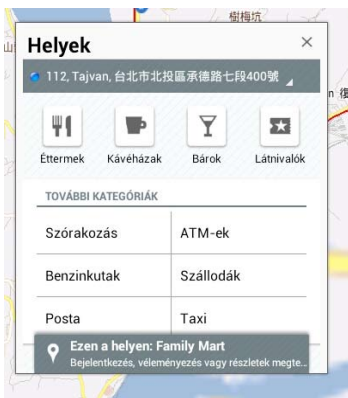 樹梅坑
Helyek
112, Tajvan, 台北市北投區承德路七段400號
Éttermek
Kávéházak
Bárok
Látnivalók
TOVÁBBI KATEGÓRIÁK
Szórakozás
ATM-ek
Benzinkutak
Szállodák
Posta
Taxi
Ezen a helyen: Family Mart
Bejelentkezés, véleményezés vagy részletek megte...